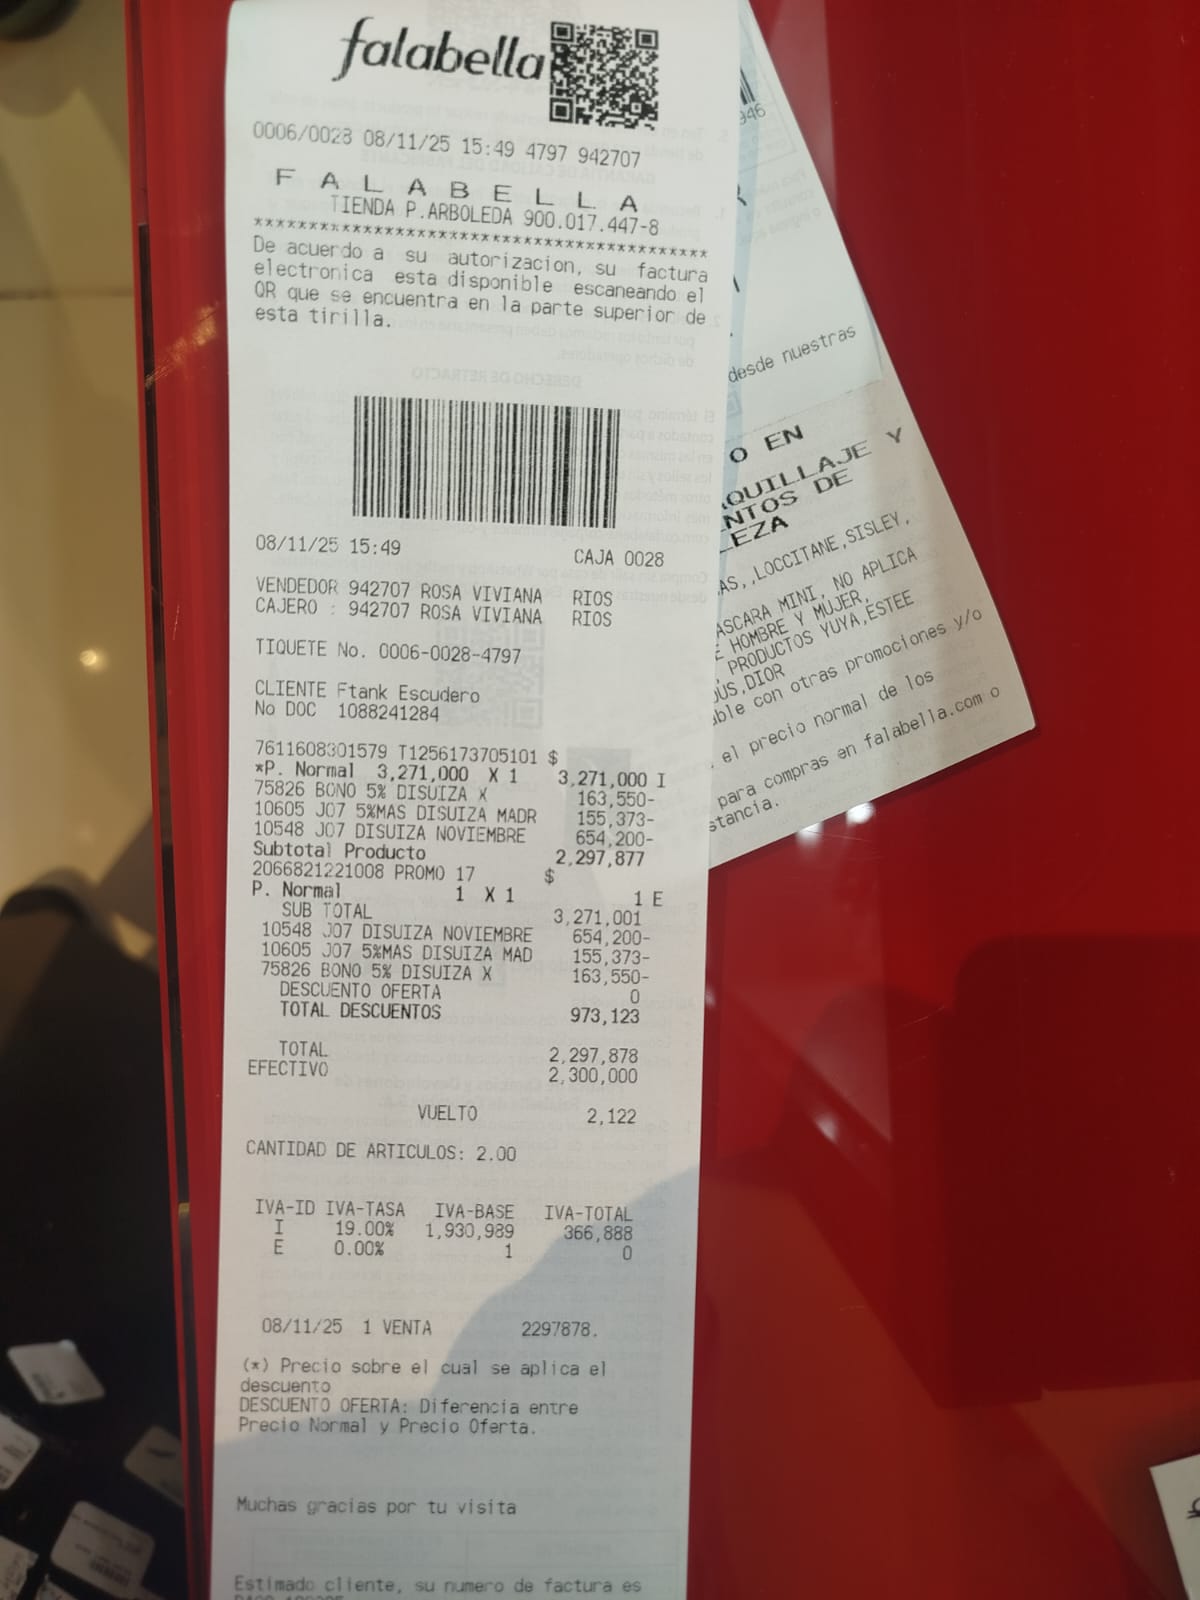 falabella
0006/0028 08/11/25 15:49 4797 942707
F A L A B E L L A
TIENDA P.ARBOLEDA 900.017.447-8
********************************************
De acuerdo a su autorizacion, su factura
electronica esta disponible escaneando el
QR que se encuentra en la parte superior de
esta tirilla.
08/11/25 15:49 CAJA 0028
VENDEDOR 942707 ROSA VIVIANA RIOS
CAJERO : 942707 ROSA VIVIANA RIOS
TIQUETE No. 0006-0028-4797
CLIENTE Ftank Escudero
No DOC 1088241284
7611608301579 T1256173705101 $
*P. Normal 3,271,000 X 1 3,271,000 I
75826 BONO 5% DISUIZA X 163,550-
10605 J07 5%MAS DISUIZA MADR 155,373-
10548 J07 DISUIZA NOVIEMBRE 654,200-
Subtotal Producto 2,297,877
2066821221008 PROMO 17 $
P. Normal 1 X 1 1 E
SUB TOTAL 3,271,001
10548 J07 DISUIZA NOVIEMBRE 654,200-
10605 J07 5%MAS DISUIZA MAD 155,373-
75826 BONO 5% DISUIZA X 163,550-
DESCUENTO OFERTA 0
TOTAL DESCUENTOS 973,123
TOTAL 2,297,878
EFECTIVO 2,300,000
VUELTO 2,122
CANTIDAD DE ARTICULOS: 2.00
IVA-ID IVA-TASA IVA-BASE IVA-TOTAL
I 19.00% 1,930,989 366,888
E 0.00% 1 0
08/11/25 1 VENTA 2297878.
(*) Precio sobre el cual se aplica el
descuento
DESCUENTO OFERTA: Diferencia entre
Precio Normal y Precio Oferta.
Muchas gracias por tu visita
Estimado cliente, su numero de factura es
946
desde nuestras
O EN
QUILLAJE Y
NTOS DE
LEZA
AS,,LOCCITANE,SISLEY,
ASCARA MINI, NO APLICA
E HOMBRE Y MUJER,
, PRODUCTOS YUYA,ESTEE
OUS,DIOR
able con otras promociones y/o
el precio normal de los
para compras en falabella.com o
stancia.